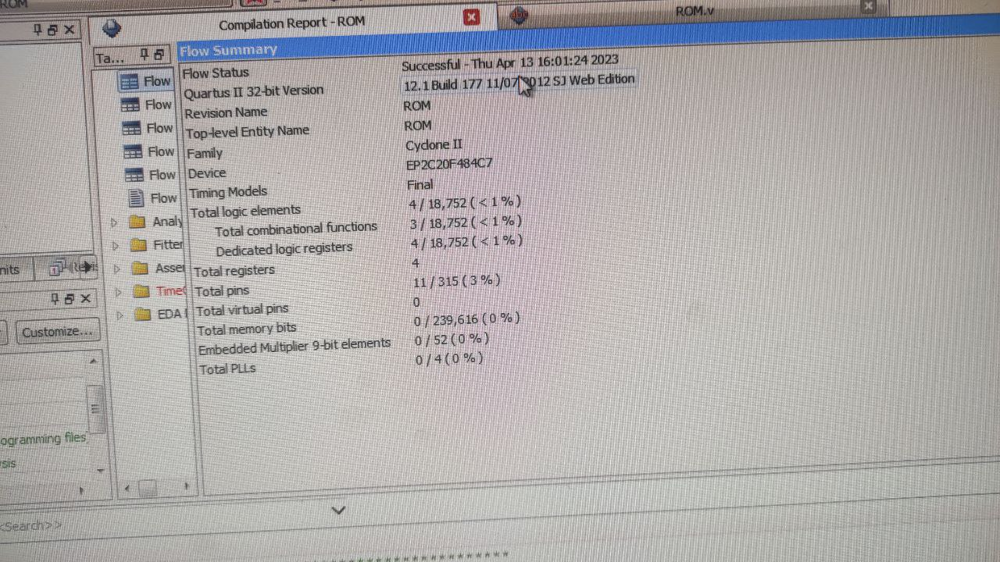 ROM
Compilation Report - ROM
ROM.v
Ta...
Flow Summary
Flow
Flow
Flow
Flow
Flow
Flow
Analy
Fitter
Asse
Time
EDA
Flow Status Successful - Thu Apr 13 16:01:24 2023
Quartus II 32-bit Version 12.1 Build 177 11/07/2012 SJ Web Edition
Revision Name ROM
Top-level Entity Name ROM
Family Cyclone II
Device EP2C20F484C7
Timing Models Final
Total logic elements 4 / 18,752 ( < 1 % )
Total combinational functions 3 / 18,752 ( < 1 % )
Dedicated logic registers 4 / 18,752 ( < 1 % )
Total registers 4
Total pins 11 / 315 ( 3 % )
Total virtual pins 0
Total memory bits 0 / 239,616 ( 0 % )
Embedded Multiplier 9-bit elements 0 / 52 ( 0 % )
Total PLLs 0 / 4 ( 0 % )
nits
Customize...
ogramming files
sis
<Search>>